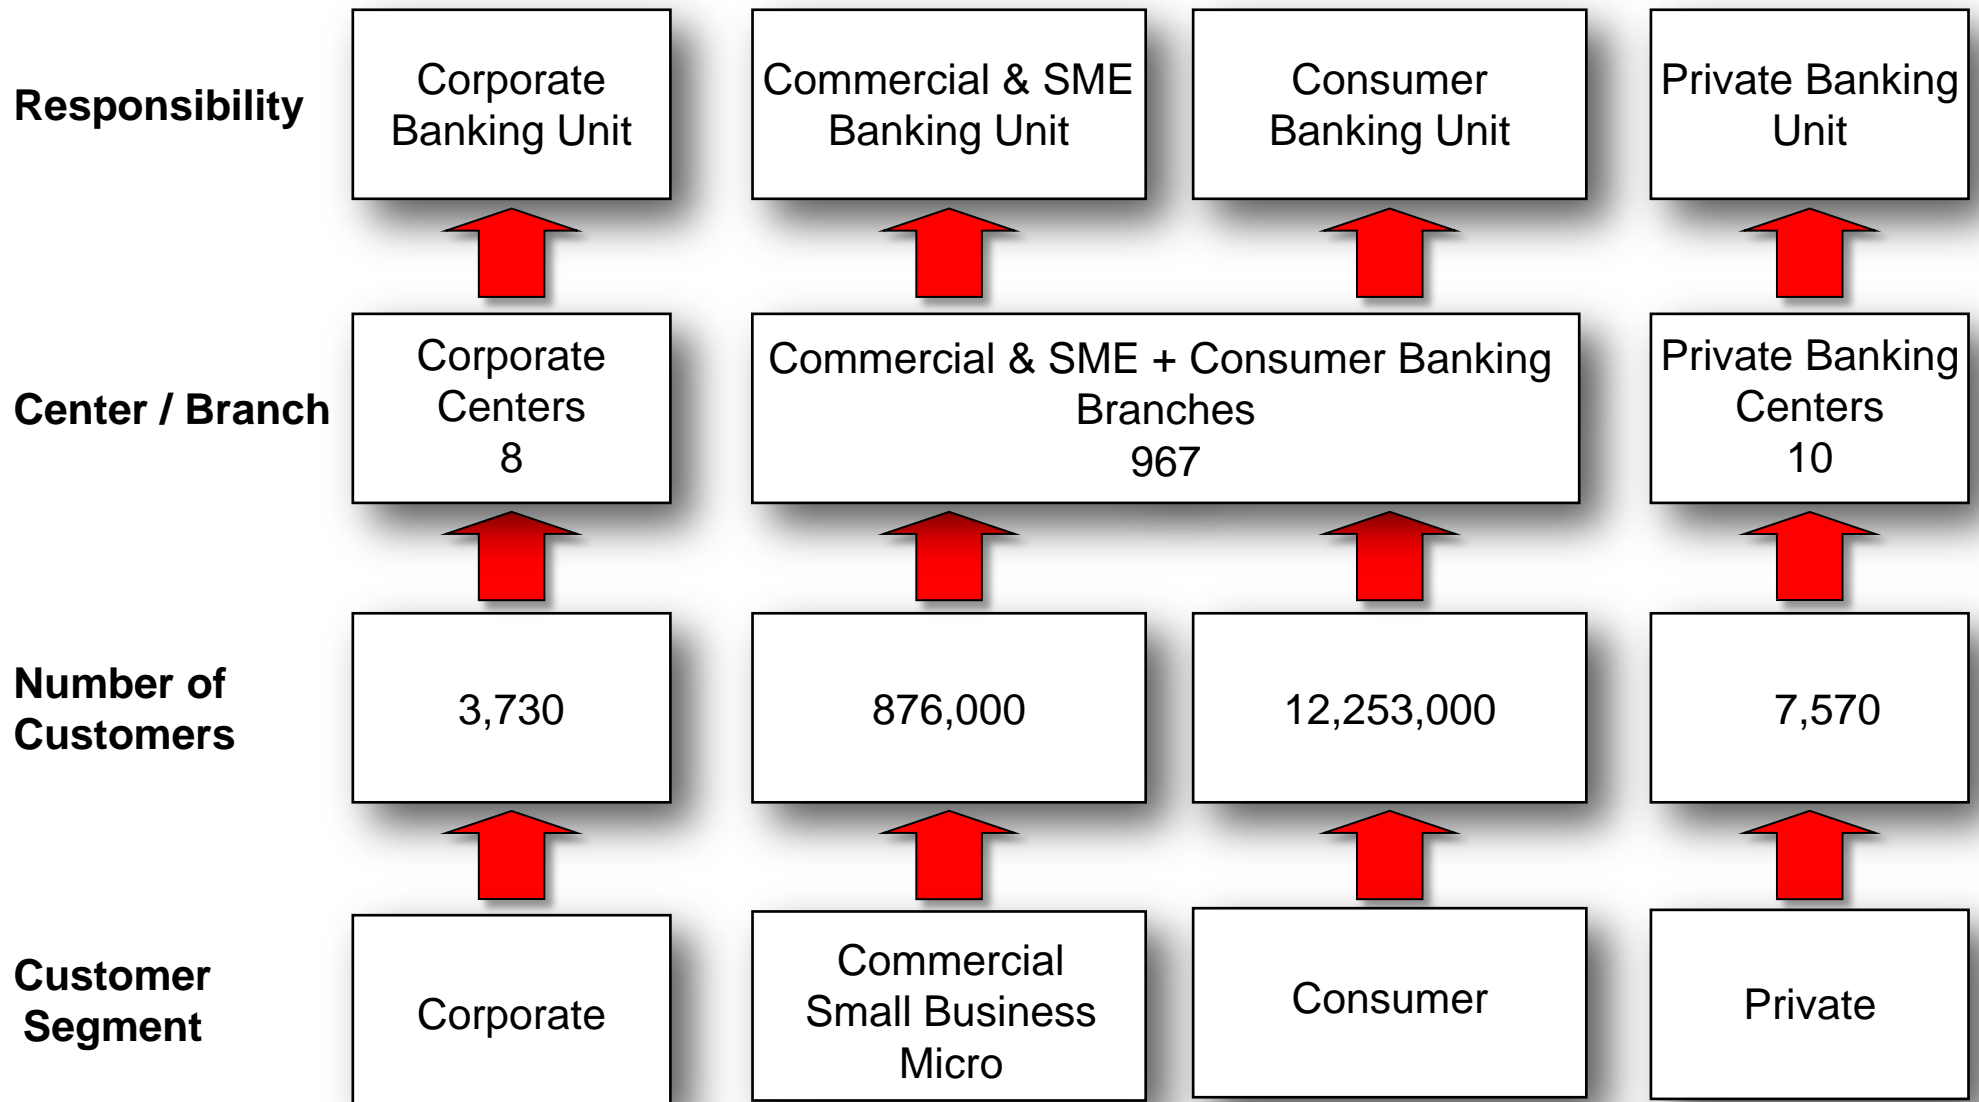 Responsibility
Corporate
Banking Unit
Commercial & SME
Banking Unit
Consumer
Banking Unit
Private Banking
Unit
Center / Branch
Corporate
Centers
8
Commercial & SME + Consumer Banking
Branches
967
Private Banking
Centers
10
Number of
Customers
3,730
876,000
12,253,000
7,570
Customer
Segment
Corporate
Commercial
Small Business
Micro
Consumer
Private